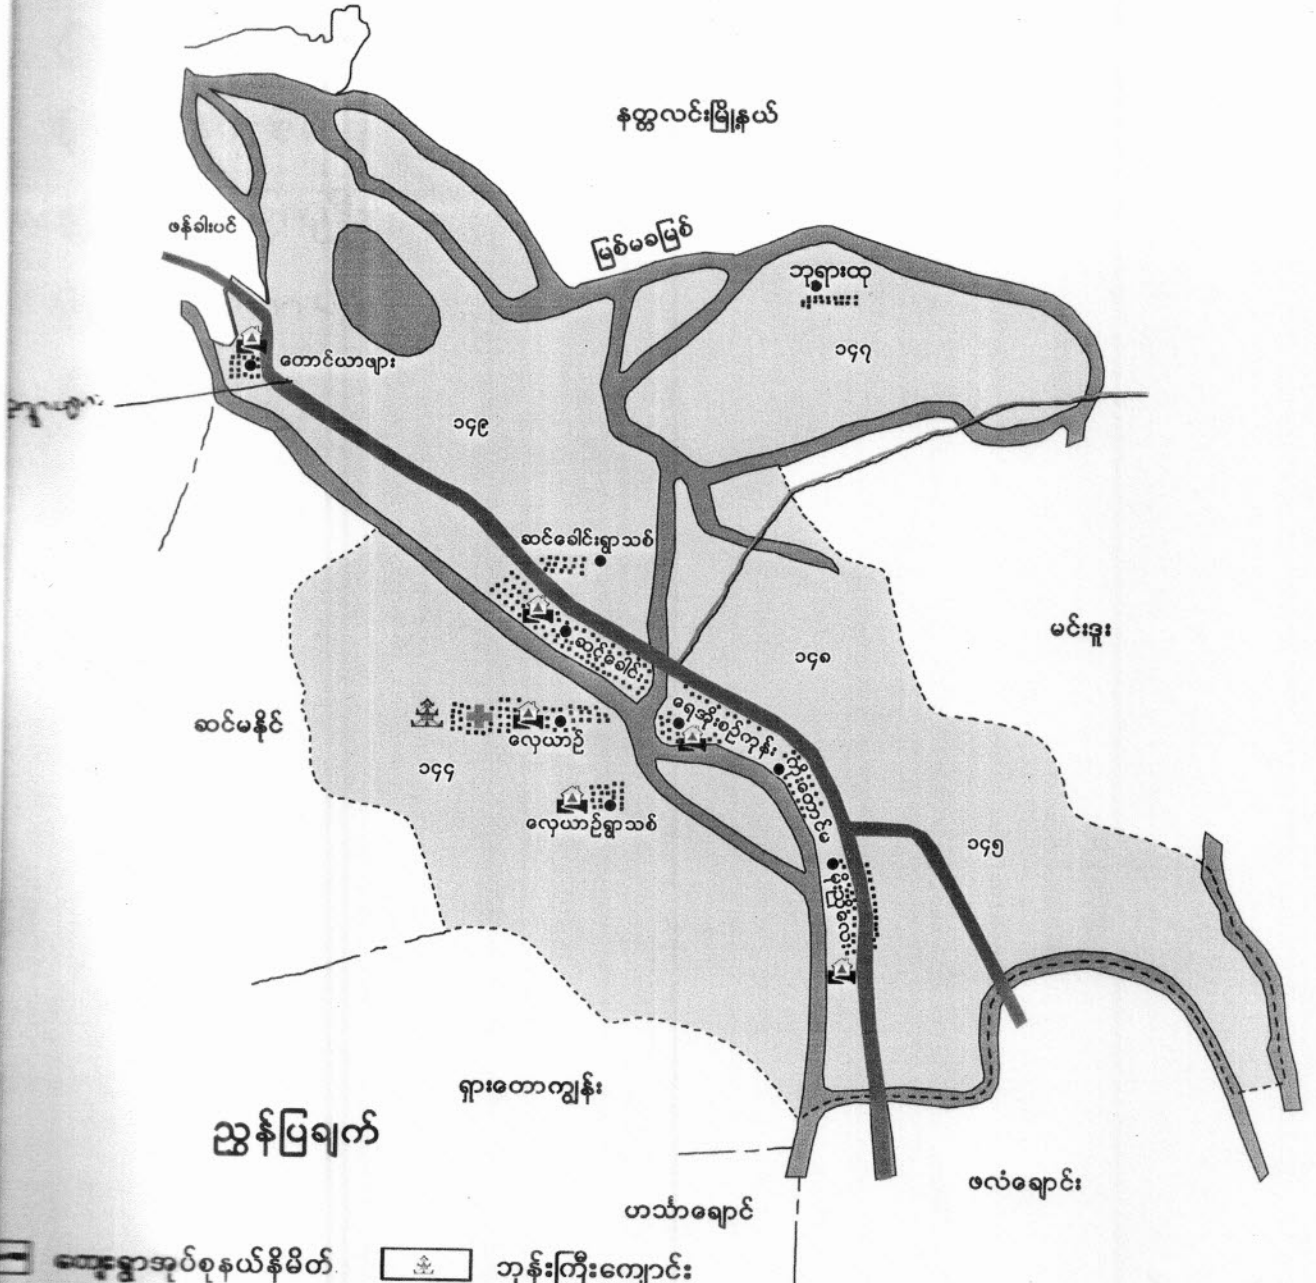 နတ္တလင်းမြို့နယ်
ဖန်ခါးပင်
မြစ်မခမြစ်
ဘုရားထု
၁၄၇
တောင်ယာဖျား
၁၄၉
ဆင်ခေါင်းရွာသစ်
ဆင်ခေါင်း
၁၄၈
မင်းဒူး
ဆင်မနိုင်
ရေအိုးစဉ်ကုန်း
လှေယာဉ်
၁၄၄
ကြီးတောင်မ
လှေယာဉ်ရွာသစ်
၁၄၅
ရှားတောကျွန်း
ညွှန်ပြချက်
ဖလံချောင်း
ဟင်္သာချောင်
ကျေးရွာအုပ်စုနယ်နိမိတ်
ဘုန်းကြီးကျောင်း